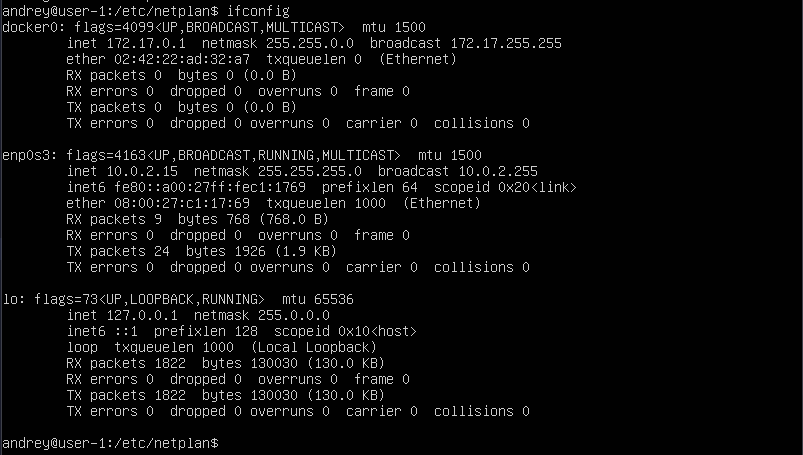 andrey@user-1:/etc/netplan$ ifconfig
docker0: flags=4099<UP,BROADCAST,MULTICAST>  mtu 1500
        inet 172.17.0.1  netmask 255.255.0.0  broadcast 172.17.255.255
        ether 02:42:22:ad:32:a7  txqueuelen 0  (Ethernet)
        RX packets 0  bytes 0 (0.0 B)
        RX errors 0  dropped 0  overruns 0  frame 0
        TX packets 0  bytes 0 (0.0 B)
        TX errors 0  dropped 0 overruns 0  carrier 0  collisions 0

enp0s3: flags=4163<UP,BROADCAST,RUNNING,MULTICAST>  mtu 1500
        inet 10.0.2.15  netmask 255.255.255.0  broadcast 10.0.2.255
        inet6 fe80::a00:27ff:fec1:1769  prefixlen 64  scopeid 0x20<link>
        ether 08:00:27:c1:17:69  txqueuelen 1000  (Ethernet)
        RX packets 9  bytes 768 (768.0 B)
        RX errors 0  dropped 0  overruns 0  frame 0
        TX packets 24  bytes 1926 (1.9 KB)
        TX errors 0  dropped 0 overruns 0  carrier 0  collisions 0

lo: flags=73<UP,LOOPBACK,RUNNING>  mtu 65536
        inet 127.0.0.1  netmask 255.0.0.0
        inet6 ::1  prefixlen 128  scopeid 0x10<host>
        loop  txqueuelen 1000  (Local Loopback)
        RX packets 1822  bytes 130030 (130.0 KB)
        RX errors 0  dropped 0  overruns 0  frame 0
        TX packets 1822  bytes 130030 (130.0 KB)
        TX errors 0  dropped 0 overruns 0  carrier 0  collisions 0

andrey@user-1:/etc/netplan$